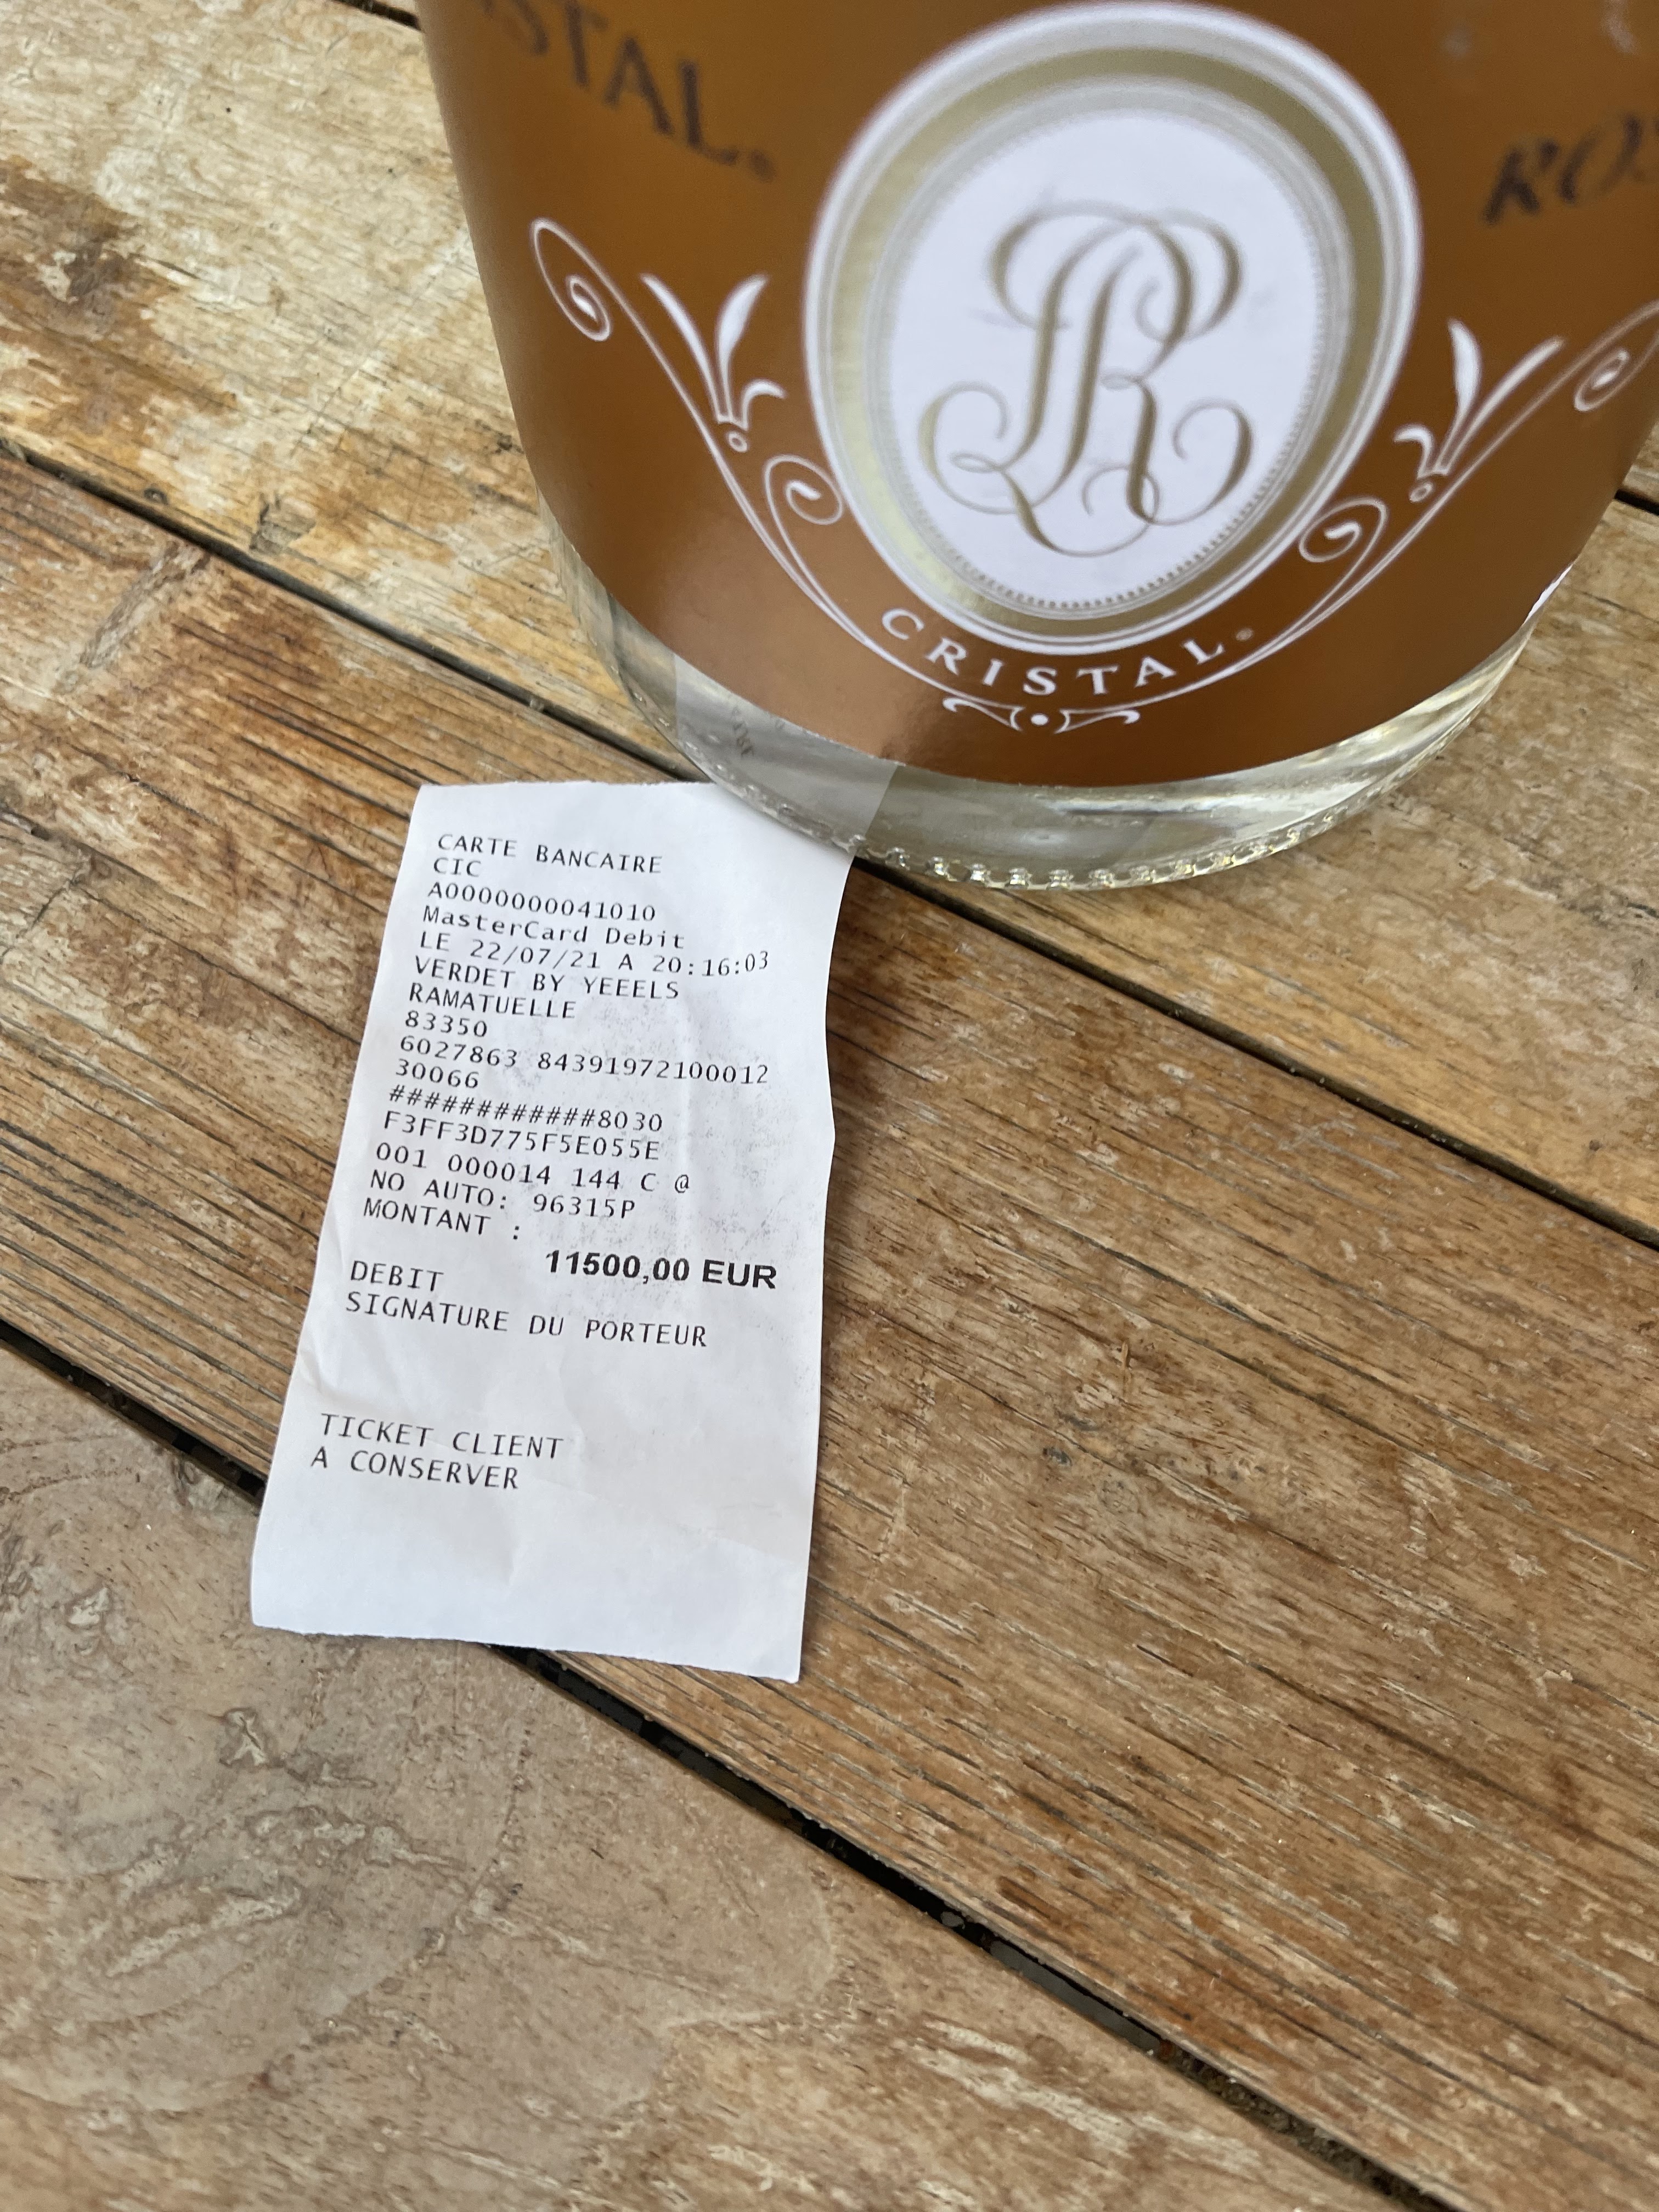 STAL.
LR
CRISTAL.
CARTE BANCAIRE
CIC
A0000000041010
MasterCard Debit
LE 22/07/21 A 20:16:03
VERDET BY YEEELS
RAMATUELLE
83350
6027863 84391972100012
30066
############8030
F3FF3D775F5E055E
001 000014 144 C @
NO AUTO: 96315P
MONTANT :
11500,00 EUR
DEBIT
SIGNATURE DU PORTEUR
TICKET CLIENT
A CONSERVER